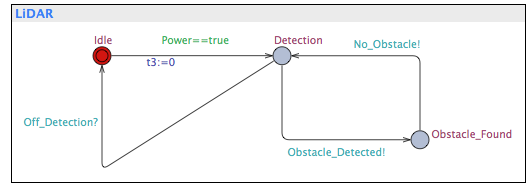 LiDAR
Idle
Power==true
Detection
No_Obstacle!
t3:=0
Off_Detection?
Obstacle_Found
Obstacle_Detected!